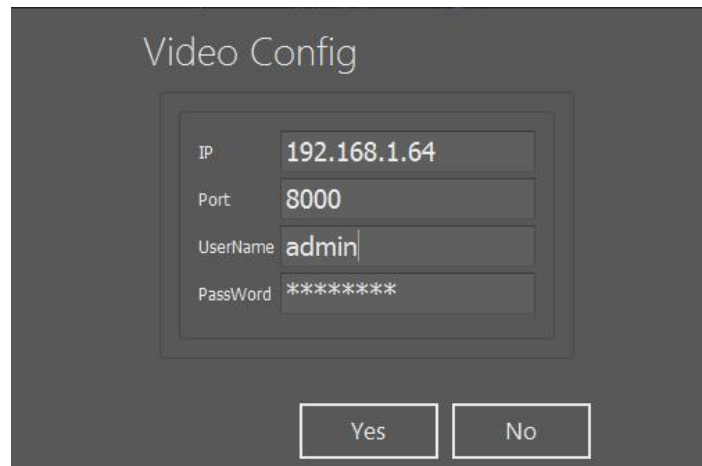 Video Config
IP 192.168.1.64
Port 8000
UserName admin
PassWord ********
Yes No